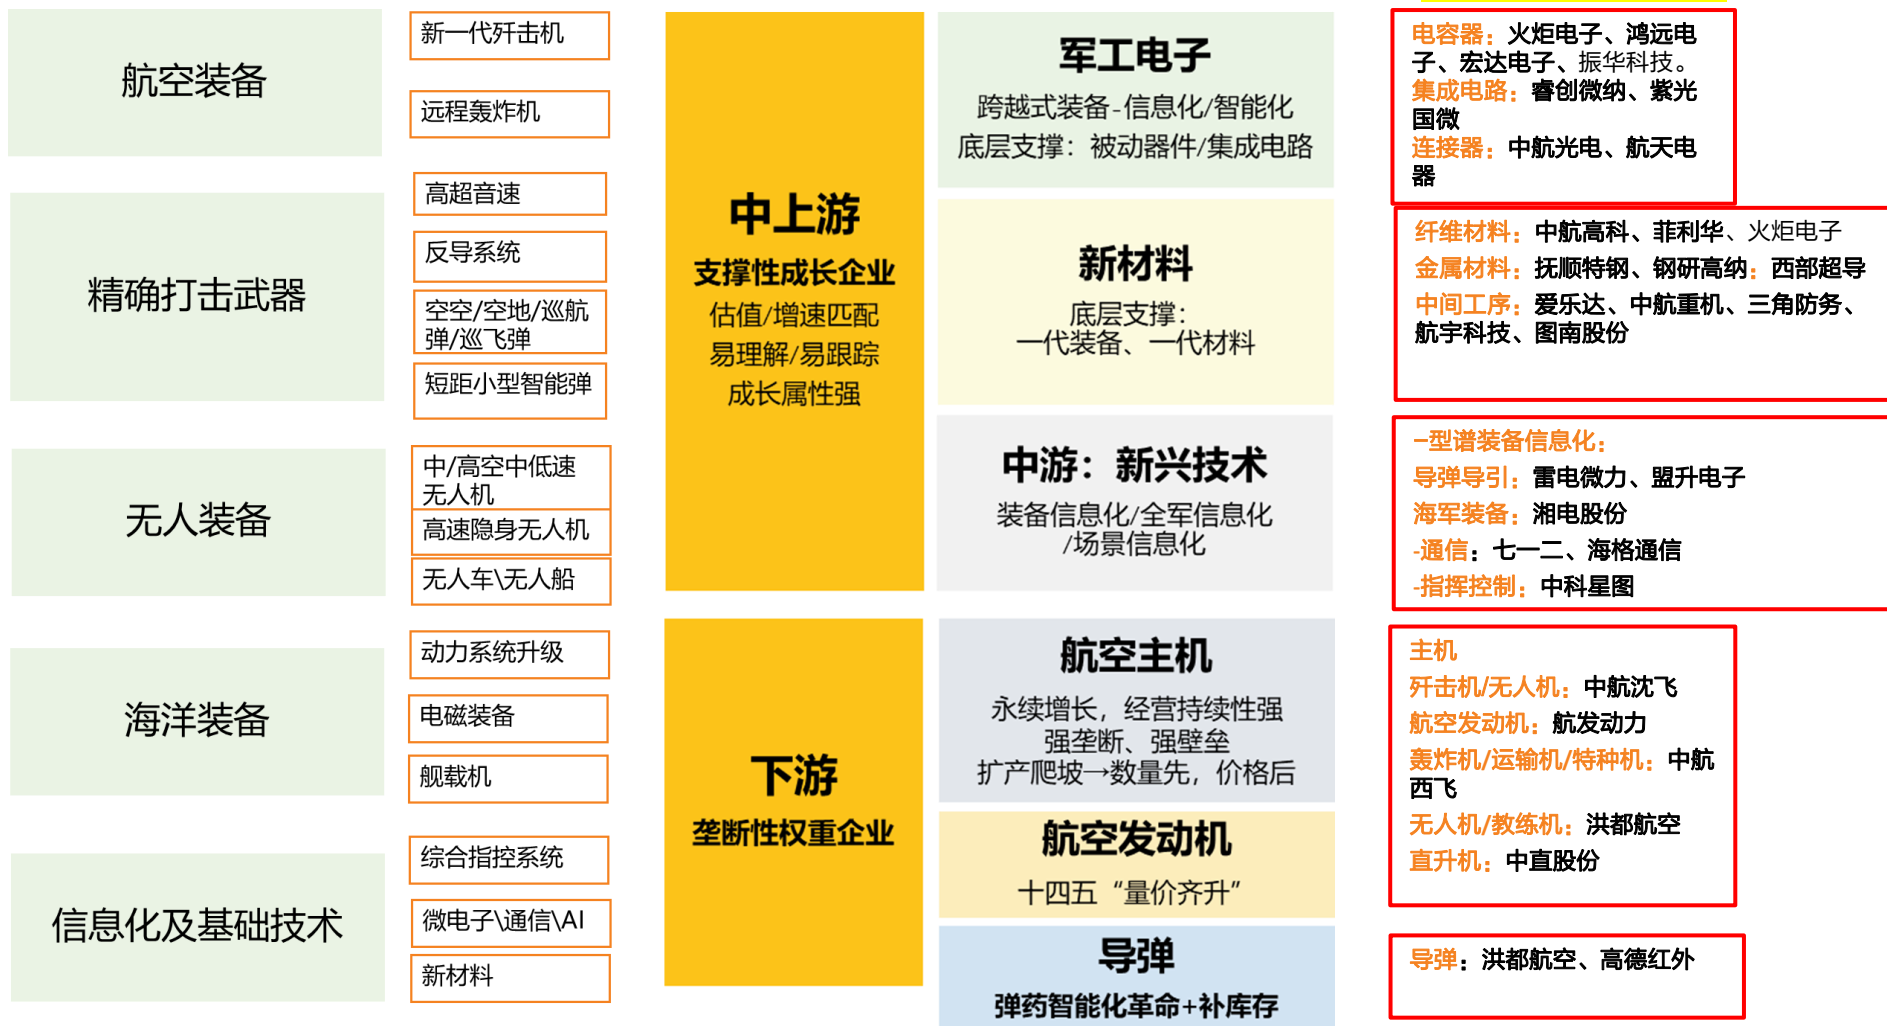 航空装备
新一代歼击机
远程轰炸机
精确打击武器
高超音速
反导系统
空空/空地/巡航
弹/巡飞弹
短距小型智能弹
无人装备
中/高空中低速
无人机
高速隐身无人机
无人车\无人船
海洋装备
动力系统升级
电磁装备
舰载机
信息化及基础技术
综合指控系统
微电子\通信\AI
新材料
中上游
支撑性成长企业
估值/增速匹配
易理解/易跟踪
成长属性强
下游
垄断性权重企业
军工电子
跨越式装备-信息化/智能化
底层支撑：被动器件/集成电路
新材料
底层支撑：
一代装备、一代材料
中游：新兴技术
装备信息化/全军信息化
/场景信息化
航空主机
永续增长，经营持续性强
强垄断、强壁垒
扩产爬坡→数量先，价格后
航空发动机
十四五“量价齐升”
导弹
弹药智能化革命+补库存
电容器：火炬电子、鸿远电
子、宏达电子、振华科技。
集成电路：睿创微纳、紫光
国微
连接器：中航光电、航天电
器
纤维材料：中航高科、菲利华、火炬电子
金属材料：抚顺特钢、钢研高纳：西部超导
中间工序：爱乐达、中航重机、三角防务、
航宇科技、图南股份
–型谱装备信息化：
导弹导引：雷电微力、盟升电子
海军装备：湘电股份
-通信：七一二、海格通信
-指挥控制：中科星图
主机
歼击机/无人机：中航沈飞
航空发动机：航发动力
轰炸机/运输机/特种机：中航
西飞
无人机/教练机：洪都航空
直升机：中直股份
导弹：洪都航空、高德红外